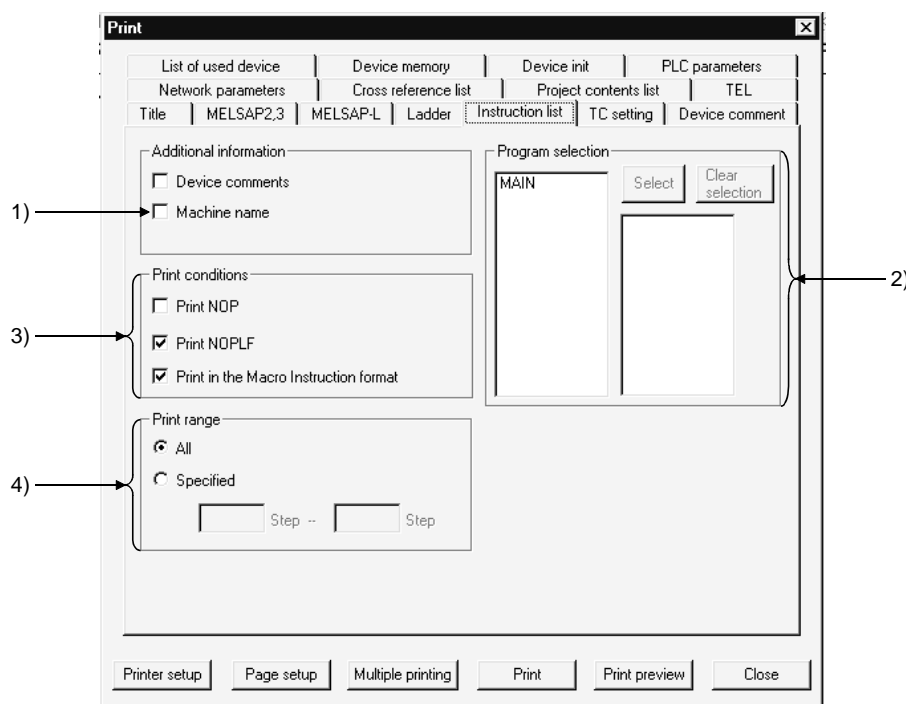 Print
List of used device Device memory Device init PLC parameters
Network parameters Cross reference list Project contents list TEL
Title MELSAP2,3 MELSAP-L Ladder Instruction list TC setting Device comment
Additional information
Device comments
1) Machine name
Program selection
MAIN Select Clear selection
2)
Print conditions
Print NOP
3) Print NOPLF
Print in the Macro Instruction format
Print range
All
4) Specified
Step -- Step
Printer setup Page setup Multiple printing Print Print preview Close